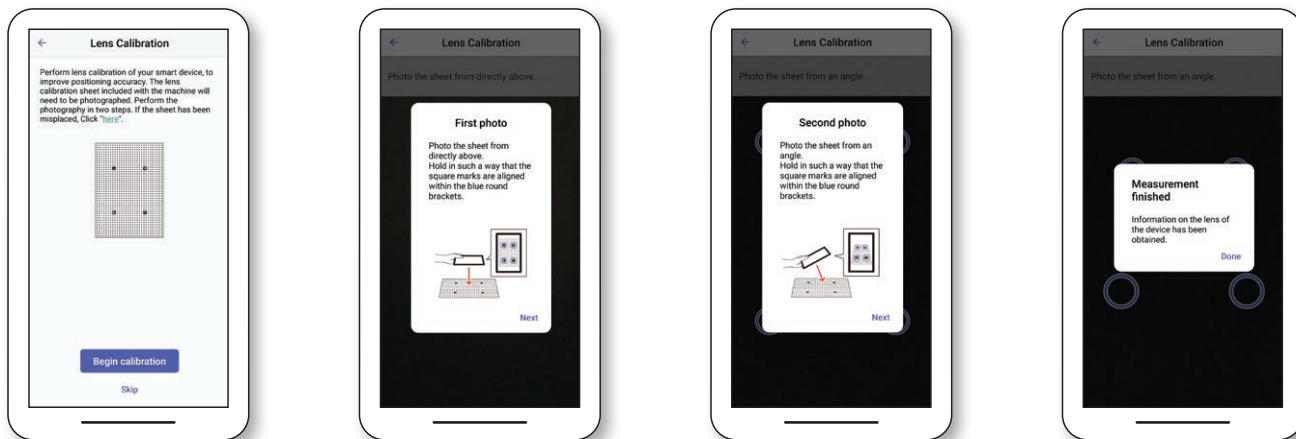 Lens Calibration
Perform lens calibration of your smart device, to
improve positioning accuracy. The lens
calibration sheet included with the machine will
need to be photographed. Perform the
photography in two steps. If the sheet has been
misplaced, Click "here".
Begin calibration
Skip
Lens Calibration
Photo the sheet from directly above.
First photo
Photo the sheet from
directly above.
Hold in such a way that the
square marks are aligned
within the blue round
brackets.
Next
Lens Calibration
Photo the sheet from an angle.
Second photo
Photo the sheet from an
angle.
Hold in such a way that the
square marks are aligned
within the blue round
brackets.
Next
Lens Calibration
Photo the sheet from an angle.
Measurement
finished
Information on the lens of
the device has been
obtained.
Done